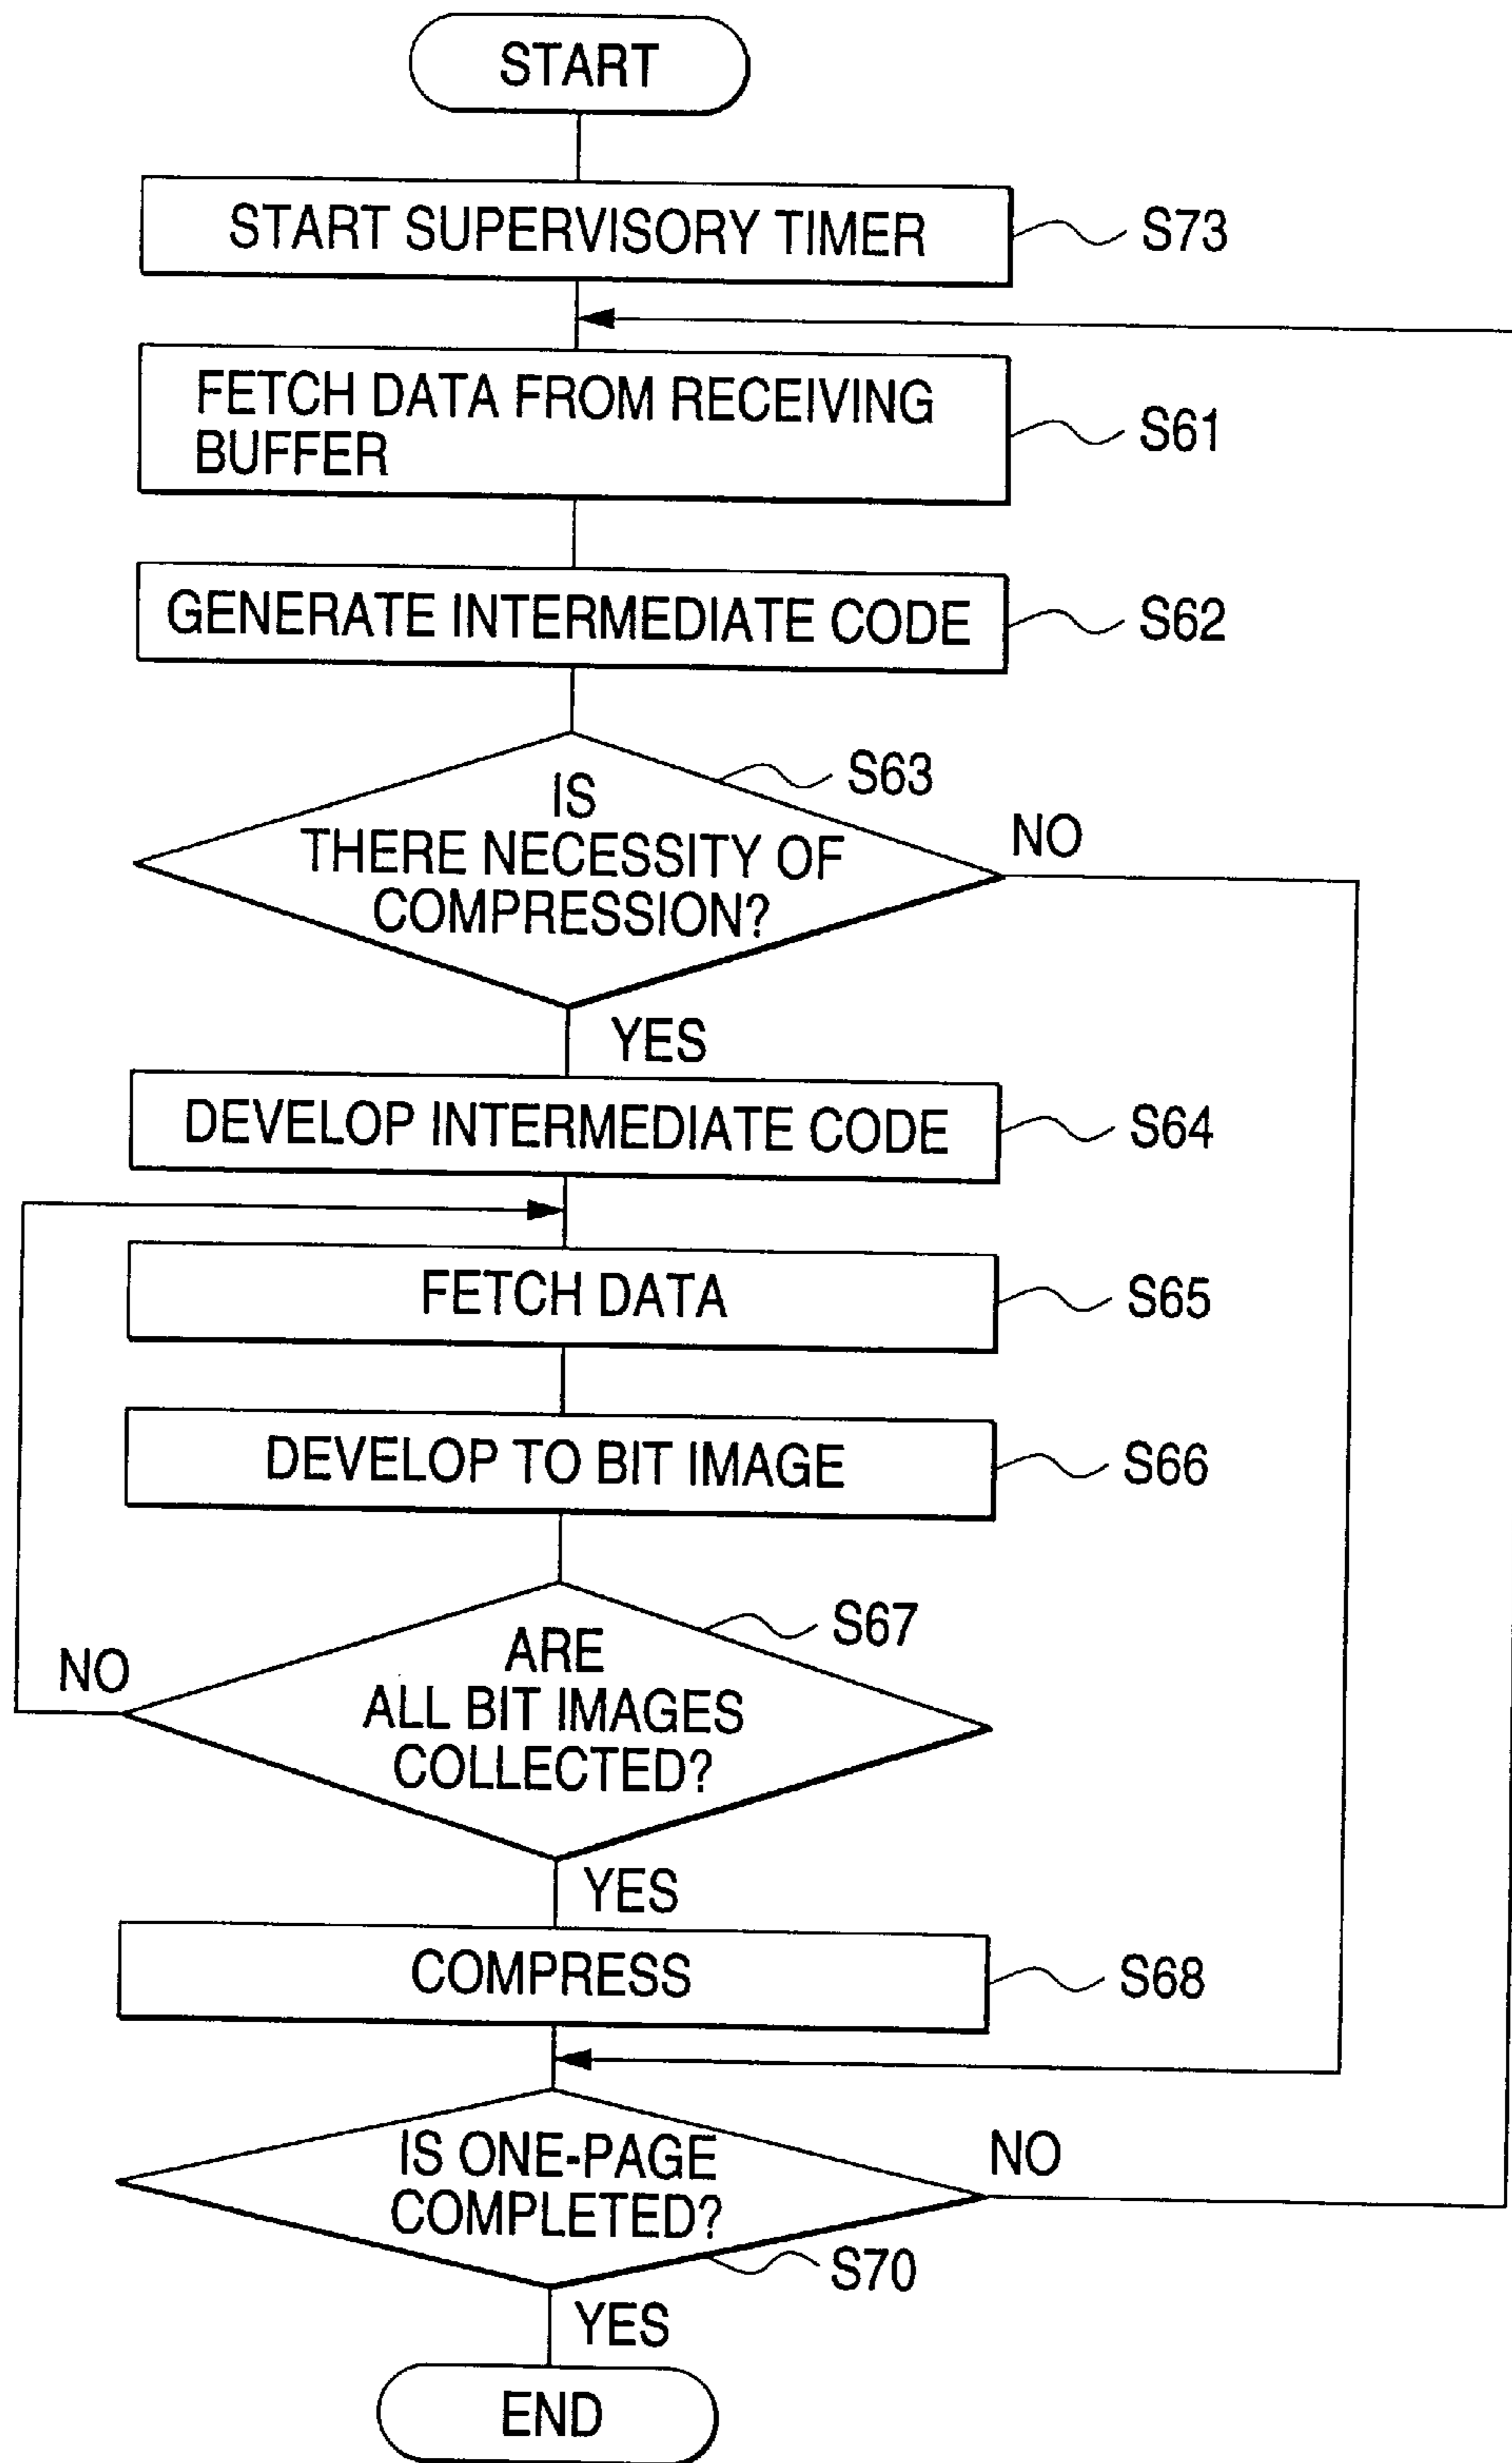 START
START SUPERVISORY TIMER
S73
FETCH DATA FROM RECEIVING
BUFFER
S61
GENERATE INTERMEDIATE CODE
S62
S63
IS
THERE NECESSITY OF
COMPRESSION?
NO
YES
DEVELOP INTERMEDIATE CODE
S64
FETCH DATA
S65
DEVELOP TO BIT IMAGE
S66
S67
ARE
ALL BIT IMAGES
COLLECTED?
NO
YES
COMPRESS
S68
IS ONE-PAGE
COMPLETED?
NO
S70
YES
END